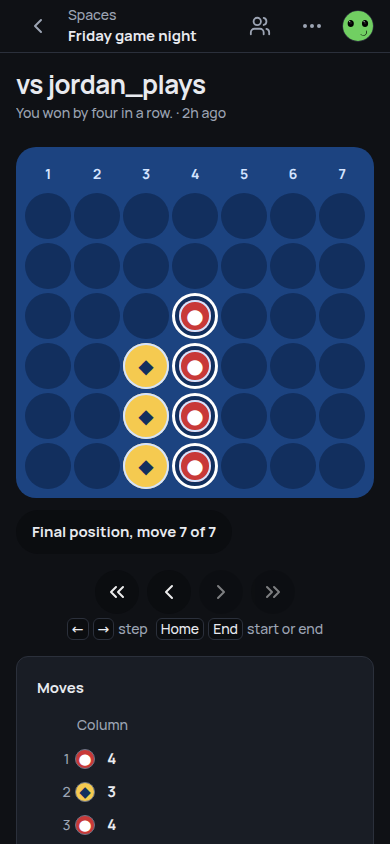 Spaces
Friday game night
vs jordan_plays
You won by four in a row. · 2h ago
1 2 3 4 5 6 7
Final position, move 7 of 7
← → step Home End start or end
Moves
Column
1 4
2 3
3 4